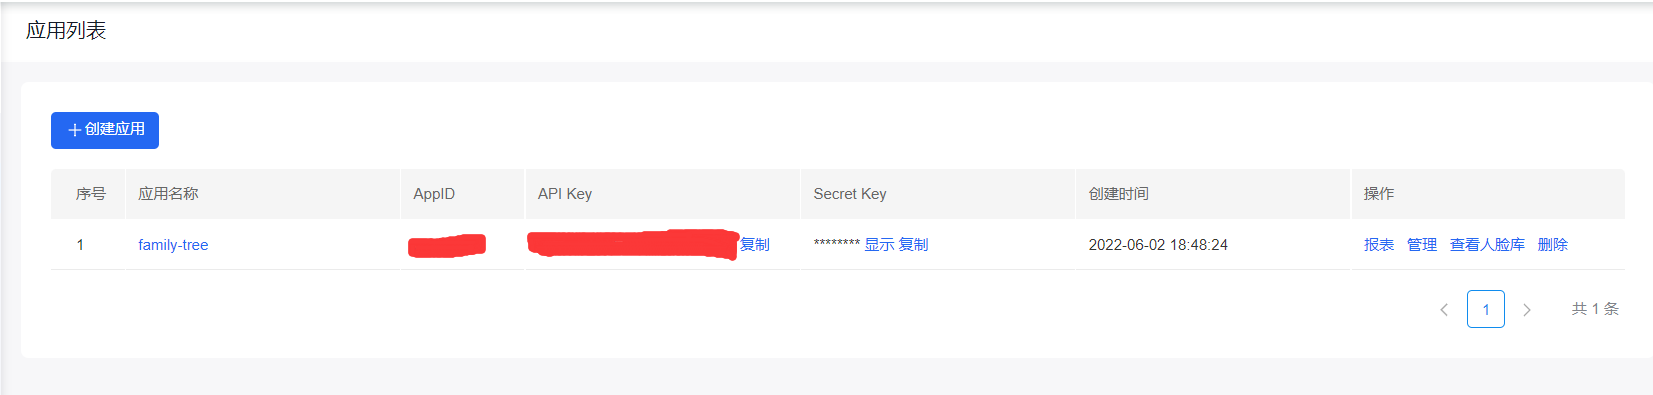 应用列表
创建应用
序号 应用名称 AppID API Key Secret Key 创建时间 操作
1 family-tree 复制 ******** 显示 复制 2022-06-02 18:48:24 报表 管理 查看人脸库 删除
1 共 1 条